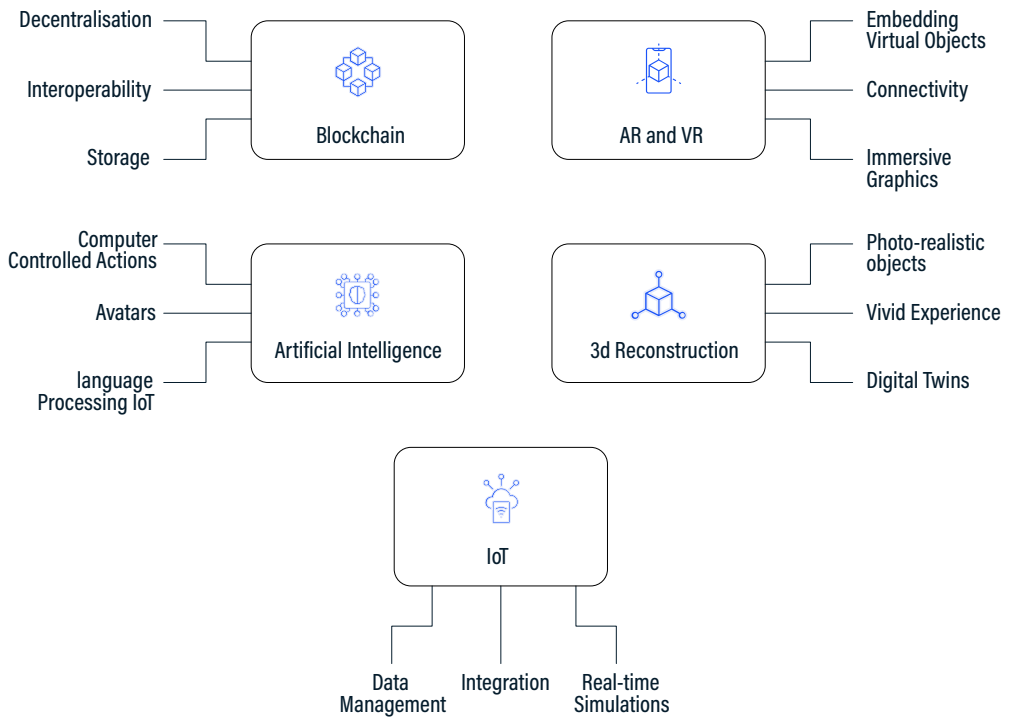 Decentralisation
Interoperability
Storage
Blockchain
AR and VR
Embedding
Virtual Objects
Connectivity
Immersive
Graphics
Computer
Controlled Actions
Avatars
language
Processing IoT
Artificial Intelligence
3d Reconstruction
Photo-realistic
objects
Vivid Experience
Digital Twins
IoT
Data
Management
Integration
Real-time
Simulations